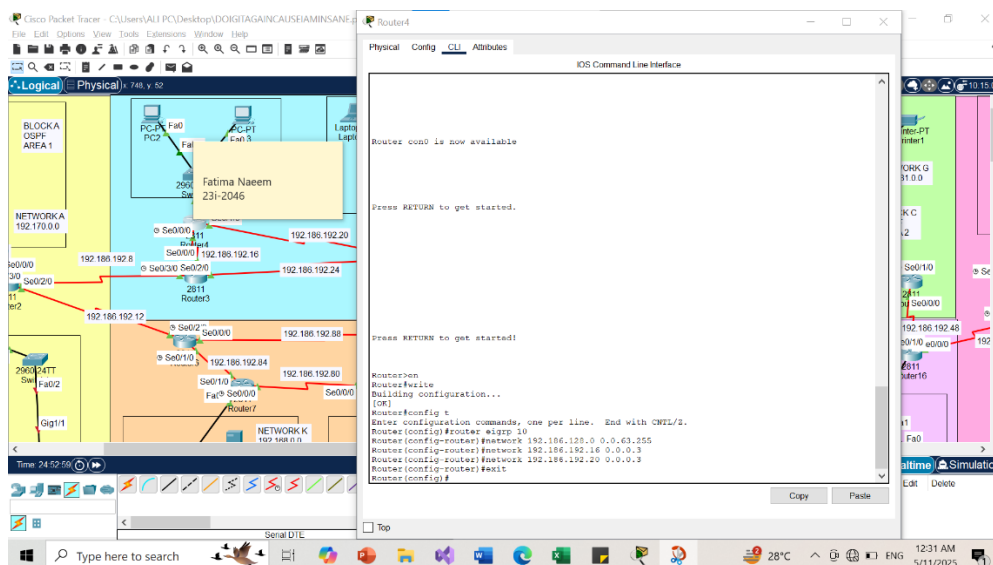 Cisco Packet Tracer - C:\Users\ALI PC\Desktop\DOIGITAGAINCAUSEIAMINSANE.p
File Edit Options View Tools Extensions Window Help
Logical
Physical
x: 748, y: 52
10:15:0
BLOCK A
OSPF
AREA 1
NETWORK A
192.170.0.0
PC-PT
PC2
Fa0
PC-PT
Fa0
Fatima Naeem
23i-2046
Se0/0/0
Router4
192.186.192.20
Se0/0/0
192.186.192.16
192.186.192.8
Se0/3/0
Se0/2/0
192.186.192.24
2811
Router3
Se0/2/0
192.186.192.12
Se0/0/0
192.186.192.88
Se0/1/0
192.186.192.84
Se0/1/0
192.186.192.80
Se0/0/0
Se0/0
Router7
2960-24TT
Fa0/2
Gig1/1
NETWORK K
192.168.0.0
Time: 24:52:59
Serial DTE
Router4
Physical Config CLI Attributes
IOS Command Line Interface
Router con0 is now available
Press RETURN to get started.
Press RETURN to get started!
Router>en
Router#write
Building configuration...
[OK]
Router#config t
Enter configuration commands, one per line. End with CNTL/Z.
Router(config)#router eigrp 10
Router(config-router)#network 192.186.128.0 0.0.63.255
Router(config-router)#network 192.186.192.16 0.0.0.3
Router(config-router)#network 192.186.192.20 0.0.0.3
Router(config-router)#exit
Router(config)#
Copy
Paste
Top
Se0/1/0
Se0/0/0
192.186.192.48
Fa0
Edit Delete
Type here to search
28°C
ENG
12:31 AM
5/11/2025